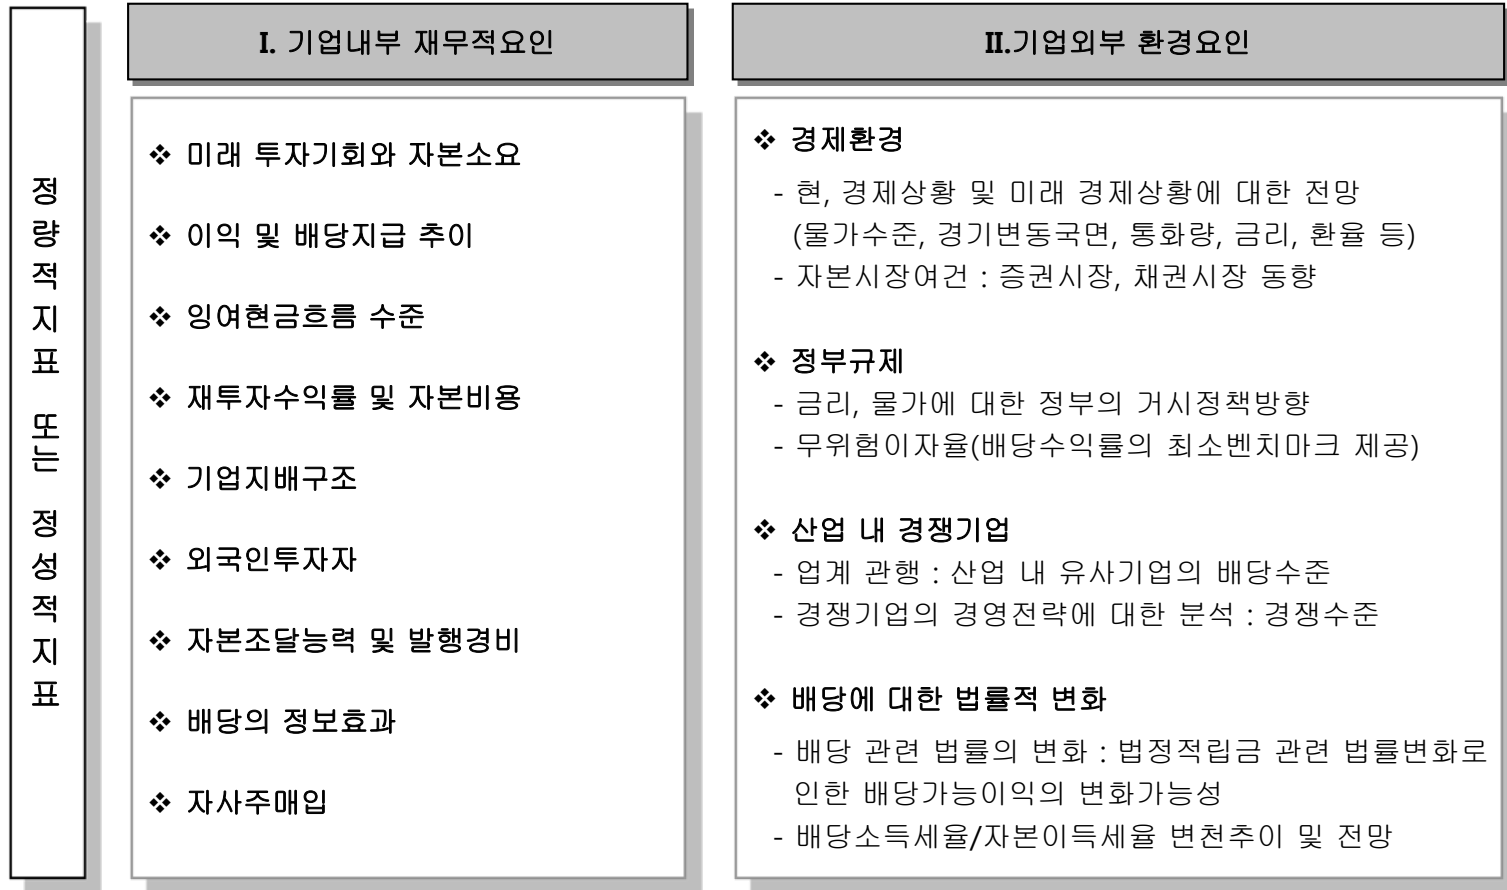 정
량
적
지
표
또
는
정
성
적
지
표
I. 기업내부 재무적요인
❖ 미래 투자기회와 자본소요
❖ 이익 및 배당지급 추이
❖ 잉여현금흐름 수준
❖ 재투자수익률 및 자본비용
❖ 기업지배구조
❖ 외국인투자자
❖ 자본조달능력 및 발행경비
❖ 배당의 정보효과
❖ 자사주매입
II.기업외부 환경요인
❖ 경제환경
- 현, 경제상황 및 미래 경제상황에 대한 전망
(물가수준, 경기변동국면, 통화량, 금리, 환율 등)
- 자본시장여건 : 증권시장, 채권시장 동향
❖ 정부규제
- 금리, 물가에 대한 정부의 거시정책방향
- 무위험이자율(배당수익률의 최소벤치마크 제공)
❖ 산업 내 경쟁기업
- 업계 관행 : 산업 내 유사기업의 배당수준
- 경쟁기업의 경영전략에 대한 분석 : 경쟁수준
❖ 배당에 대한 법률적 변화
- 배당 관련 법률의 변화 : 법정적립금 관련 법률변화로
인한 배당가능이익의 변화가능성
- 배당소득세율/자본이득세율 변천추이 및 전망